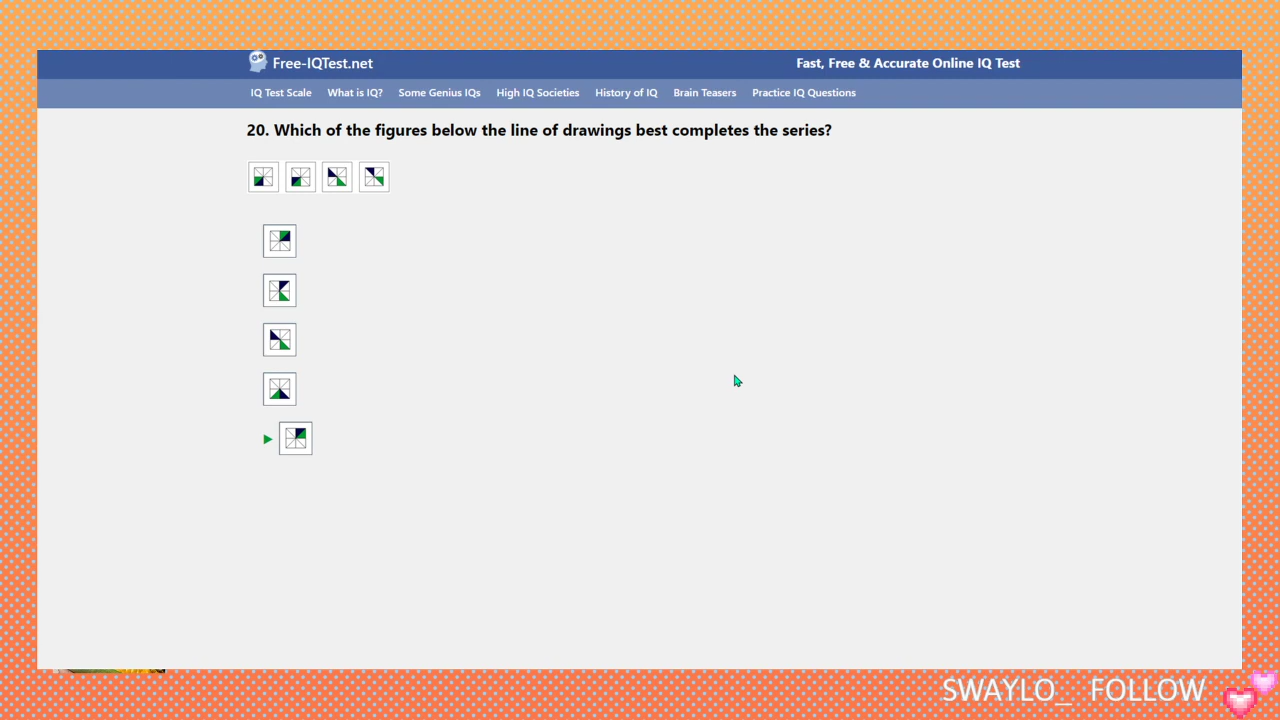 Free-IQTest.net
Fast, Free & Accurate Online IQ Test
IQ Test Scale
What is IQ?
Some Genius IQs
High IQ Societies
History of IQ
Brain Teasers
Practice IQ Questions
20. Which of the figures below the line of drawings best completes the series?
SWAYLO_ FOLLOW